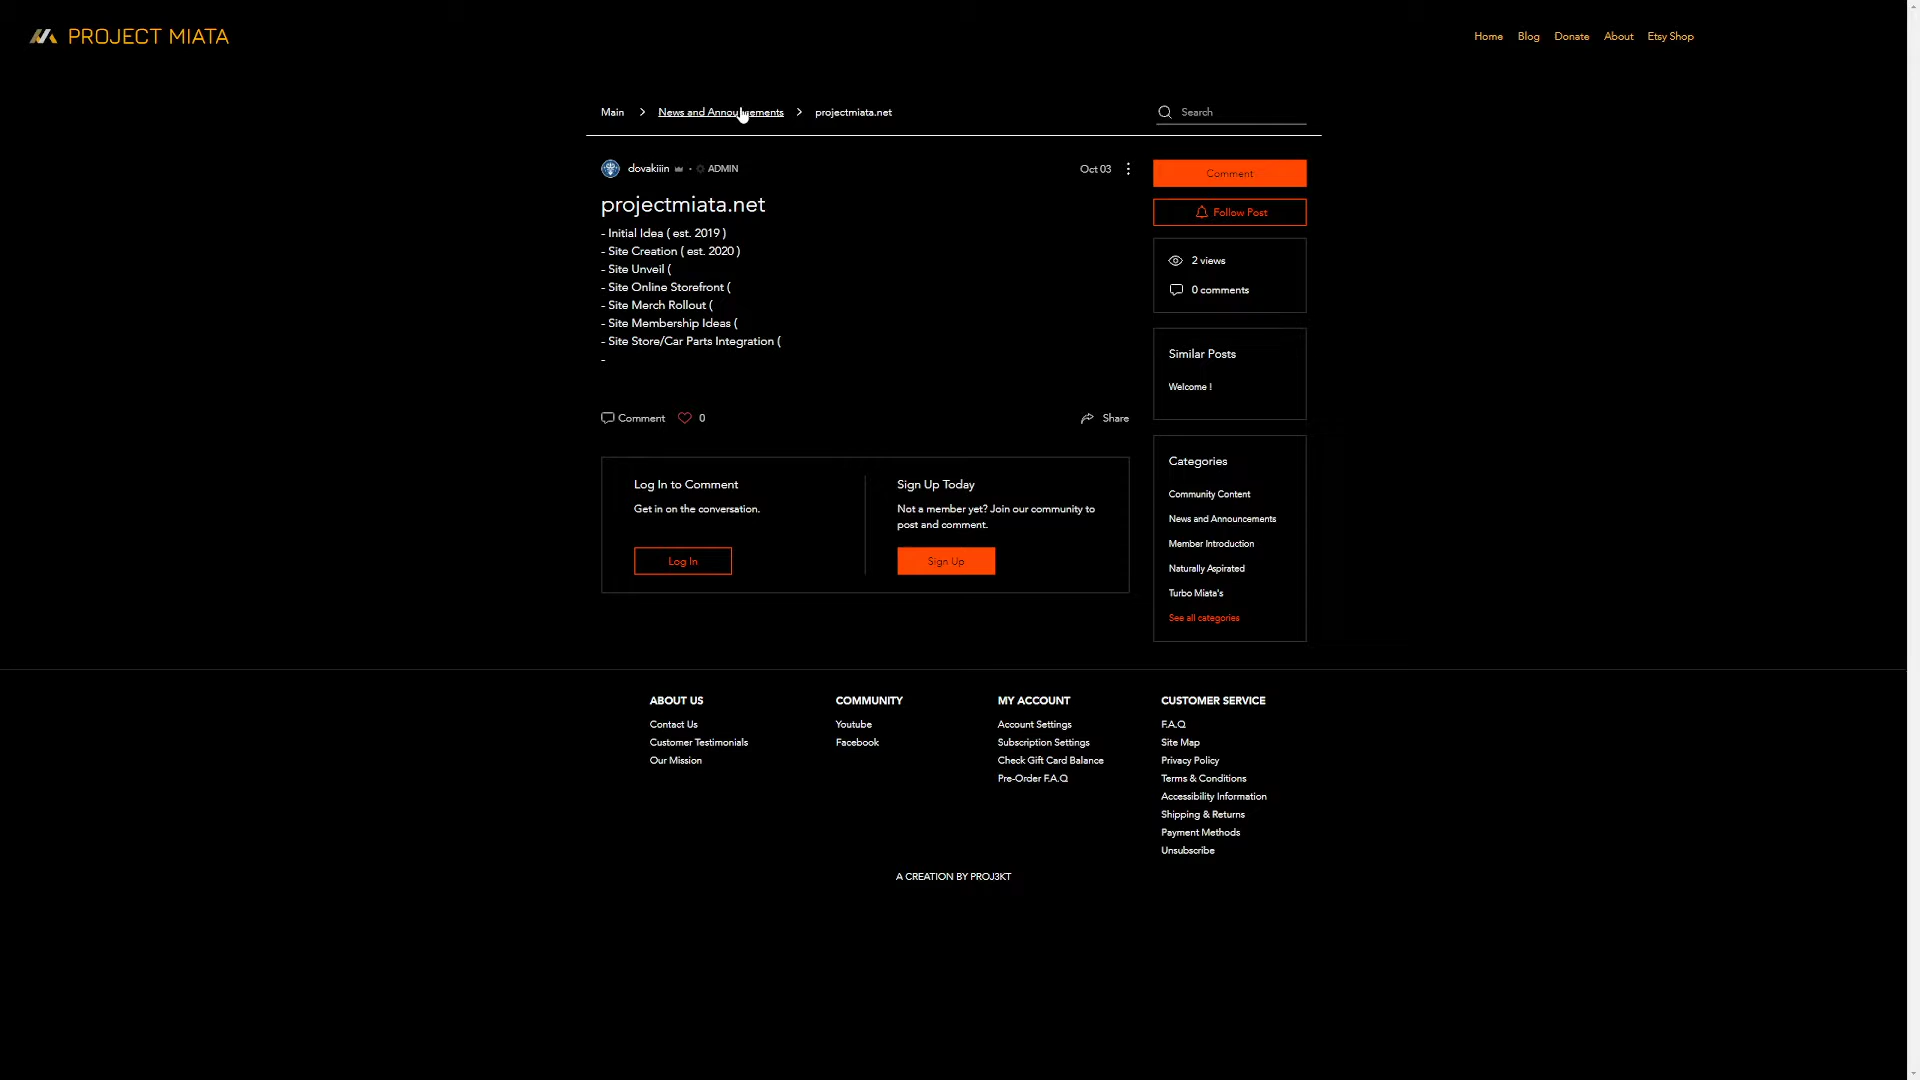 PROJECT MIATA
Home Blog Donate About Etsy Shop
Main > News and Announcements > projectmiata.net
Search
dovakiiin · ADMIN
Oct 03
projectmiata.net
- Initial Idea ( est. 2019 )
- Site Creation ( est. 2020 )
- Site Unveil (
- Site Online Storefront (
- Site Merch Rollout (
- Site Membership Ideas (
- Site Store/Car Parts Integration (
-
Comment 0
Share
Log In to Comment
Get in on the conversation.
Log In
Sign Up Today
Not a member yet? Join our community to
post and comment.
Sign Up
Comment
Follow Post
2 views
0 comments
Similar Posts
Welcome !
Categories
Community Content
News and Announcements
Member Introduction
Naturally Aspirated
Turbo Miata's
See all categories
ABOUT US
Contact Us
Customer Testimonials
Our Mission
COMMUNITY
Youtube
Facebook
MY ACCOUNT
Account Settings
Subscription Settings
Check Gift Card Balance
Pre-Order F.A.Q
CUSTOMER SERVICE
F.A.Q
Site Map
Privacy Policy
Terms & Conditions
Accessibility Information
Shipping & Returns
Payment Methods
Unsubscribe
A CREATION BY PROJ3KT